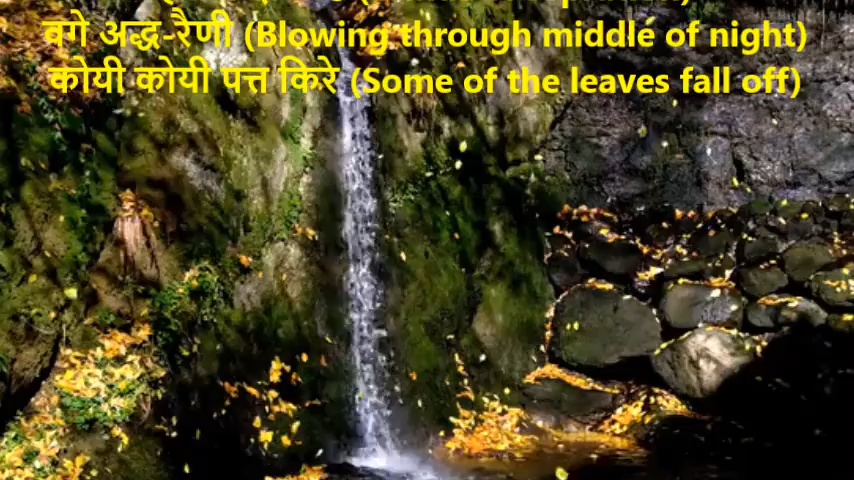 वगे अद्ध-रैणी (Blowing through middle of night)
कोयी कोयी पत्त किरे (Some of the leaves fall off)